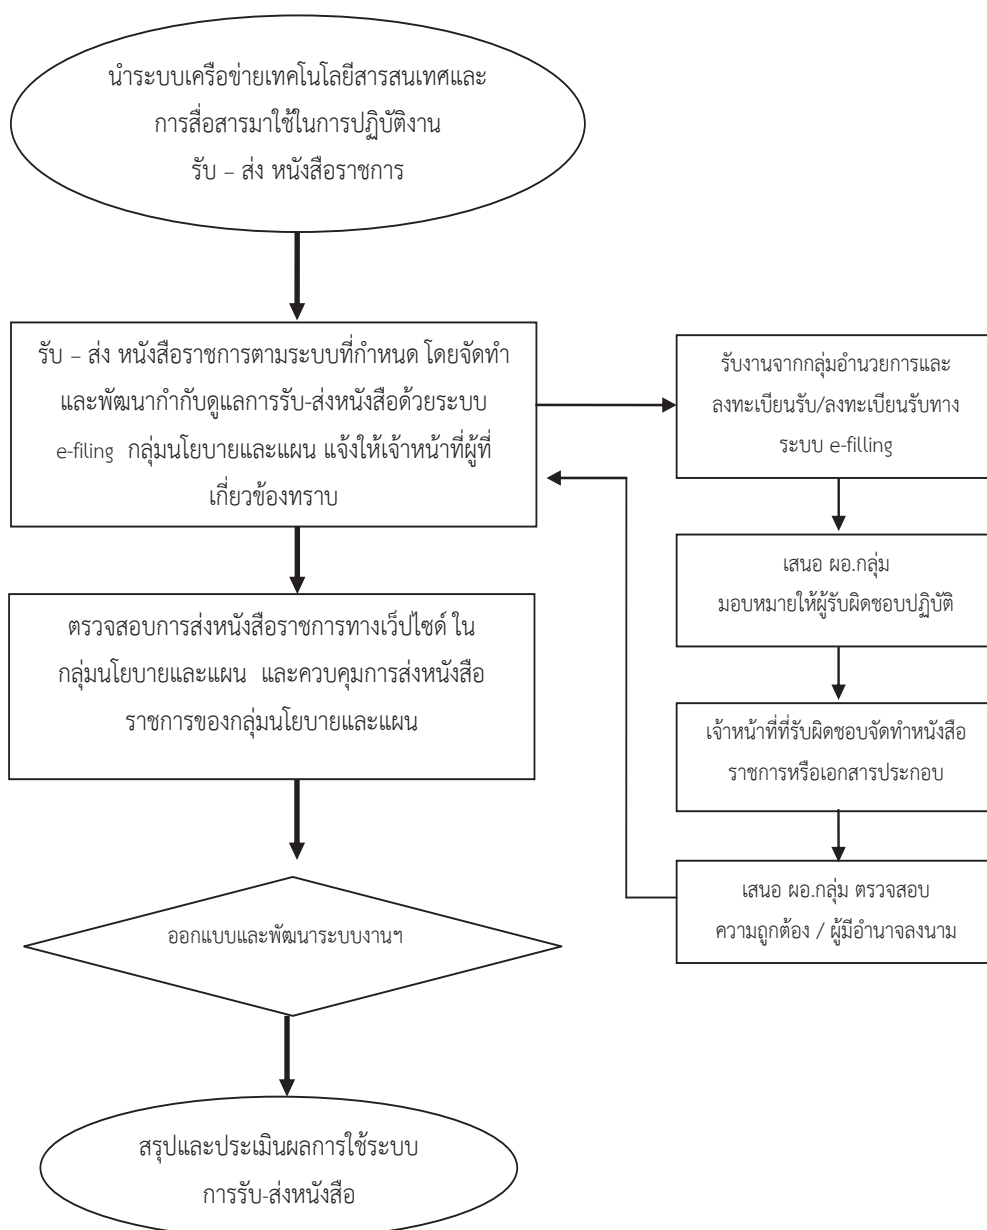 นำระบบเครือข่ายเทคโนโลยีสารสนเทศและ
การสื่อสารมาใช้ในการปฏิบัติงาน
รับ – ส่ง หนังสือราชการ
รับ – ส่ง หนังสือราชการตามระบบที่กำหนด โดยจัดทำ
และพัฒนากำกับดูแลการรับ-ส่งหนังสือด้วยระบบ
e-filing กลุ่มนโยบายและแผน แจ้งให้เจ้าหน้าที่ผู้ที่
เกี่ยวข้องทราบ
ตรวจสอบการส่งหนังสือราชการทางเว็ปไซด์ ใน
กลุ่มนโยบายและแผน และควบคุมการส่งหนังสือ
ราชการของกลุ่มนโยบายและแผน
ออกแบบและพัฒนาระบบงานฯ
สรุปและประเมินผลการใช้ระบบ
การรับ-ส่งหนังสือ
รับงานจากกลุ่มอำนวยการและ
ลงทะเบียนรับ/ลงทะเบียนรับทาง
ระบบ e-filling
เสนอ ผอ.กลุ่ม
มอบหมายให้ผู้รับผิดชอบปฏิบัติ
เจ้าหน้าที่ที่รับผิดชอบจัดทำหนังสือ
ราชการหรือเอกสารประกอบ
เสนอ ผอ.กลุ่ม ตรวจสอบ
ความถูกต้อง / ผู้มีอำนาจลงนาม